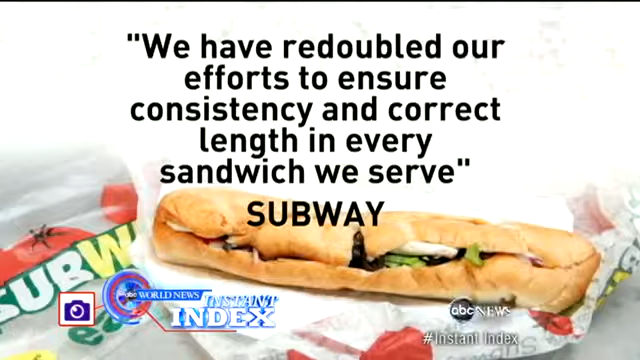 "We have redoubled our
efforts to ensure
consistency and correct
length in every
sandwich we serve"
SUBWAY
SUBW
abc WORLD NEWS
INSTANT
INDEX
abc NEWS
#Instant Index